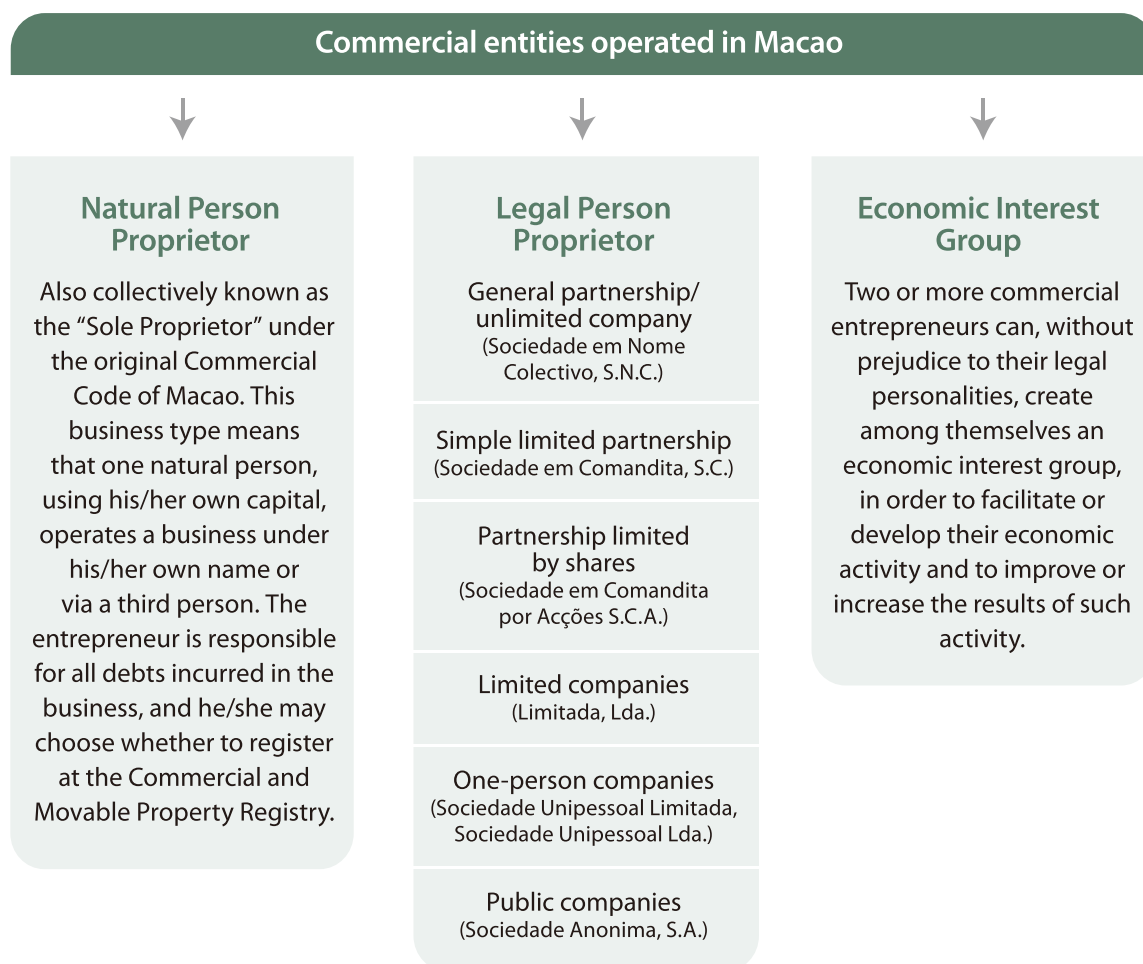 Commercial entities operated in Macao
Natural Person
Proprietor
Also collectively known as
the “Sole Proprietor” under
the original Commercial
Code of Macao. This
business type means
that one natural person,
using his/her own capital,
operates a business under
his/her own name or
via a third person. The
entrepreneur is responsible
for all debts incurred in the
business, and he/she may
choose whether to register
at the Commercial and
Movable Property Registry.
Legal Person
Proprietor
General partnership/
unlimited company
(Sociedade em Nome
Colectivo, S.N.C.)
Simple limited partnership
(Sociedade em Comandita, S.C.)
Partnership limited
by shares
(Sociedade em Comandita
por Acções S.C.A.)
Limited companies
(Limitada, Lda.)
One-person companies
(Sociedade Unipessoal Limitada,
Sociedade Unipessoal Lda.)
Public companies
(Sociedade Anonima, S.A.)
Economic Interest
Group
Two or more commercial
entrepreneurs can, without
prejudice to their legal
personalities, create
among themselves an
economic interest group,
in order to facilitate or
develop their economic
activity and to improve or
increase the results of such
activity.